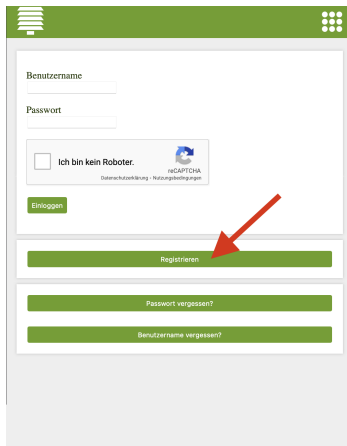 Benutzername
Passwort
Ich bin kein Roboter.
reCAPTCHA
Datenschutzerklärung - Nutzungsbedingungen
Einloggen
Registrieren
Passwort vergessen?
Benutzername vergessen?